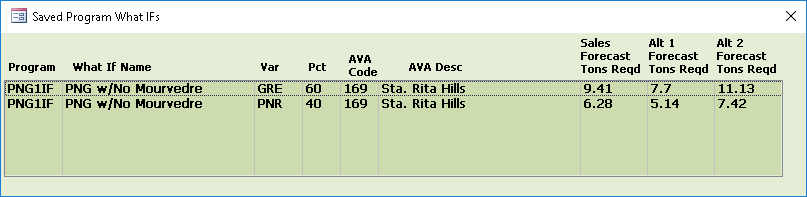 Saved Program What IFs
Program What If Name Var Pct AVA Code AVA Desc Sales Forecast Tons Reqd Alt 1 Forecast Tons Reqd Alt 2 Forecast Tons Reqd
PNG1IF PNG w/No Mourvedre GRE 60 169 Sta. Rita Hills 9.41 7.7 11.13
PNG1IF PNG w/No Mourvedre PNR 40 169 Sta. Rita Hills 6.28 5.14 7.42